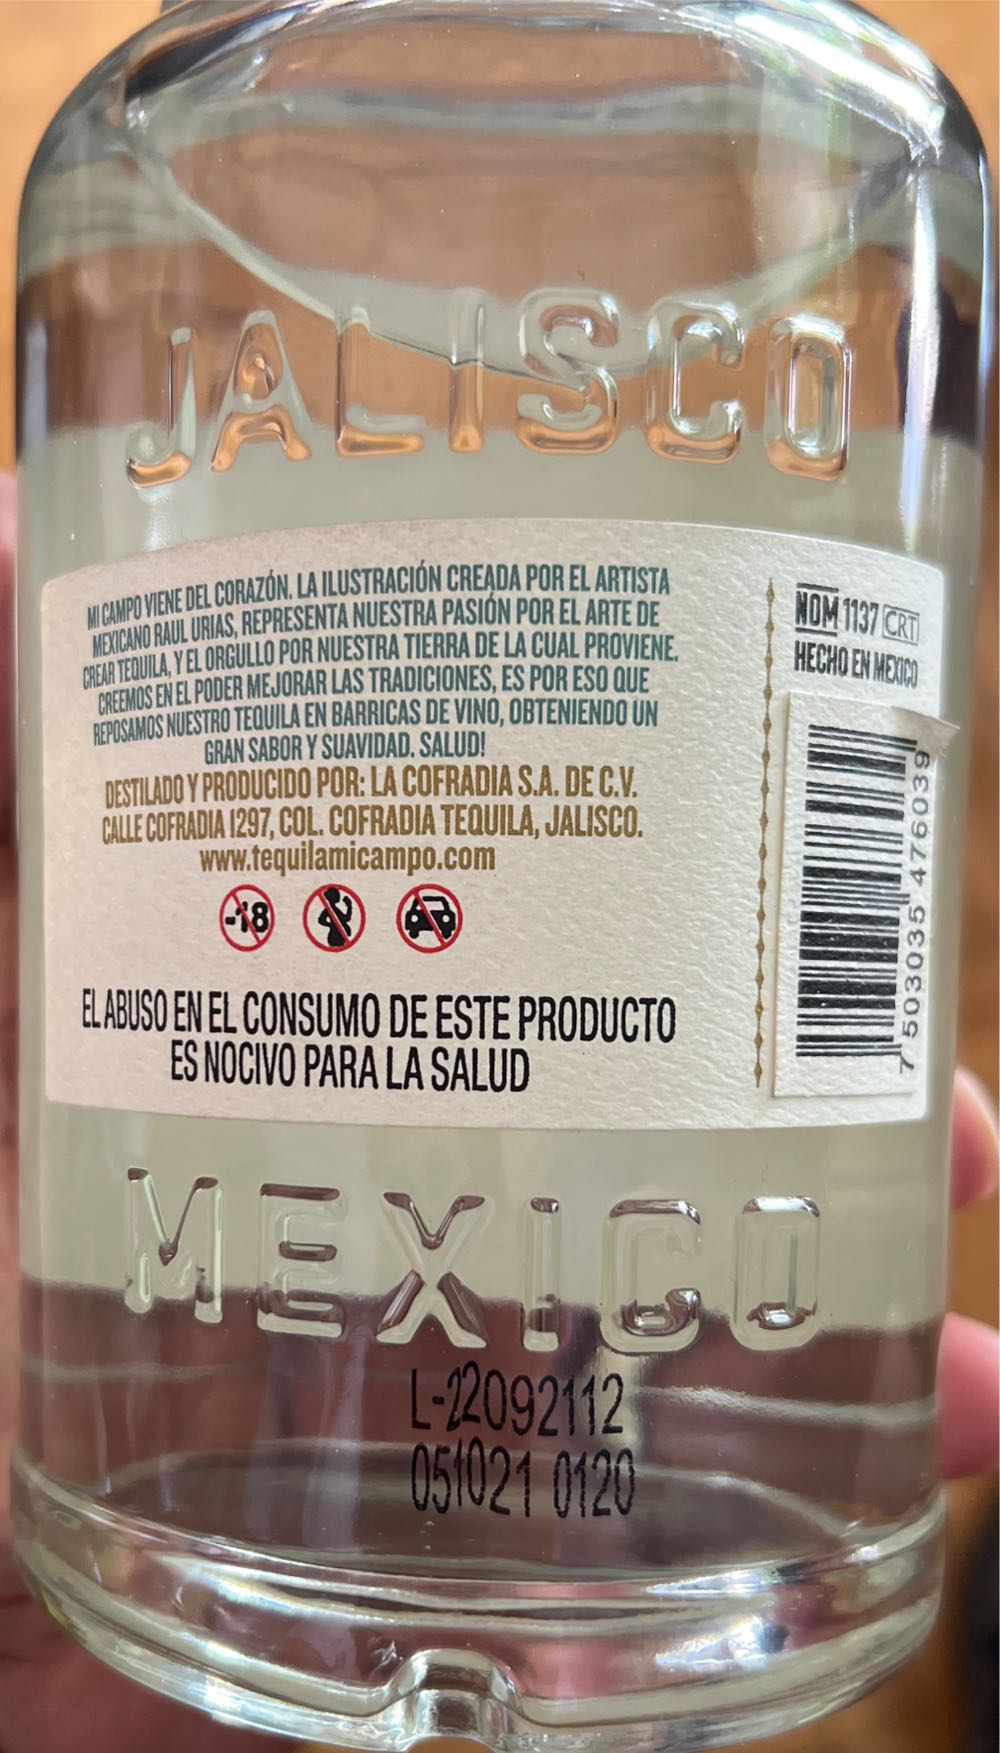 JALISCO
MI CAMPO VIENE DEL CORAZÓN. LA ILUSTRACIÓN CREADA POR EL ARTISTA
MEXICANO RAUL URIAS, REPRESENTA NUESTRA PASIÓN POR EL ARTE DE
CREAR TEQUILA, Y EL ORGULLO POR NUESTRA TIERRA DE LA CUAL PROVIENE.
CREEMOS EN EL PODER MEJORAR LAS TRADICIONES, ES POR ESO QUE
REPOSAMOS NUESTRO TEQUILA EN BARRICAS DE VINO, OBTENIENDO UN
GRAN SABOR Y SUAVIDAD. SALUD!
DESTILADO Y PRODUCIDO POR: LA COFRADIA S.A. DE C.V.
CALLE COFRADIA 1297, COL. COFRADIA TEQUILA, JALISCO.
www.tequilamicampo.com
-18
EL ABUSO EN EL CONSUMO DE ESTE PRODUCTO
ES NOCIVO PARA LA SALUD
NOM 1137 CRT
HECHO EN MEXICO
7 503035 476039
MEXICO
L-22092112
051021 0120